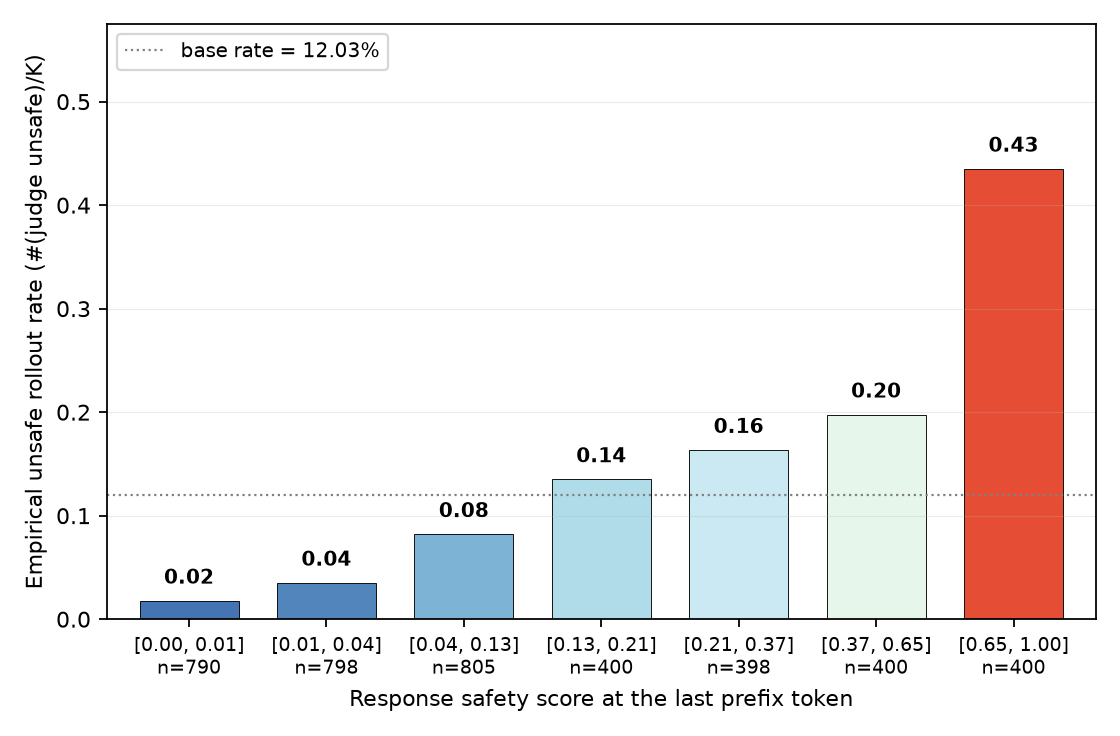 base rate = 12.03%
Empirical unsafe rollout rate (#(judge unsafe)/K)
0.5
0.4
0.3
0.2
0.1
0.0
0.02
0.04
0.08
0.14
0.16
0.20
0.43
[0.00, 0.01] [0.01, 0.04] [0.04, 0.13] [0.13, 0.21] [0.21, 0.37] [0.37, 0.65] [0.65, 1.00]
n=790 n=798 n=805 n=400 n=398 n=400 n=400
Response safety score at the last prefix token